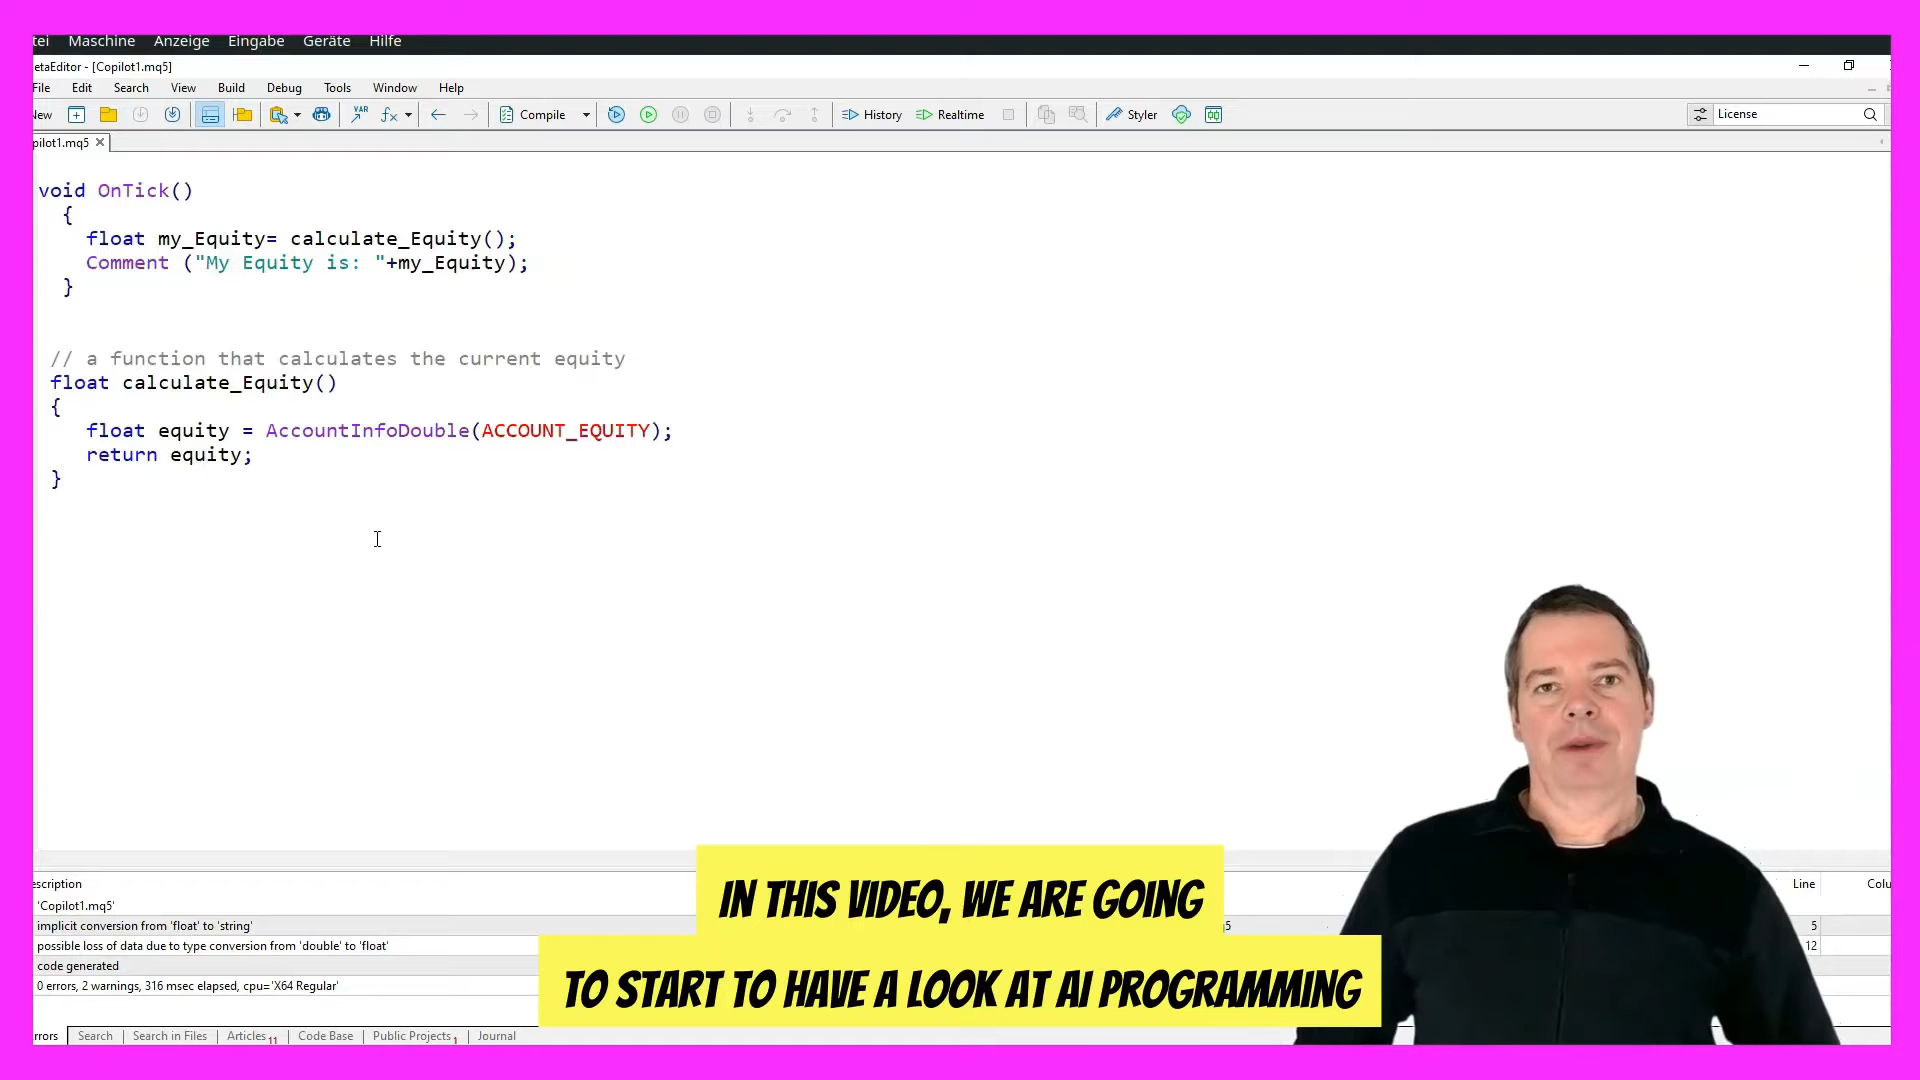 tei Maschine Anzeige Eingabe Geräte Hilfe
etaEditor - [Copilot1.mq5]
File Edit Search View Build Debug Tools Window Help
New VAR fx Compile History Realtime Styler License
pilot1.mq5
void OnTick()
{
float my_Equity= calculate_Equity();
Comment ("My Equity is: "+my_Equity);
}
// a function that calculates the current equity
float calculate_Equity()
{
float equity = AccountInfoDouble(ACCOUNT_EQUITY);
return equity;
}
escription Line Colu
'Copilot1.mq5'
implicit conversion from 'float' to 'string' q5 5
possible loss of data due to type conversion from 'double' to 'float' 12
code generated
0 errors, 2 warnings, 316 msec elapsed, cpu='X64 Regular'
IN THIS VIDEO, WE ARE GOING
TO START TO HAVE A LOOK AT AI PROGRAMMING
rrors Search Search in Files Articles 11 Code Base Public Projects 1 Journal